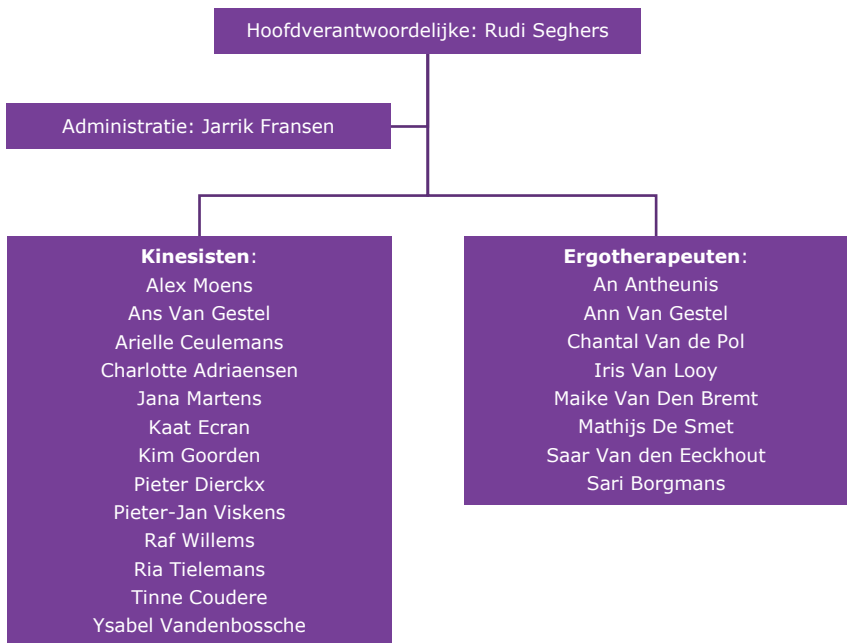 Hoofdverantwoordelijke: Rudi Seghers
Administratie: Jarrik Fransen
Kinesisten:
Alex Moens
Ans Van Gestel
Arielle Ceulemans
Charlotte Adriaensen
Jana Martens
Kaat Ecran
Kim Goorden
Pieter Dierckx
Pieter-Jan Viskens
Raf Willems
Ria Tielemans
Tinne Coudere
Ysabel Vandenbossche
Ergotherapeuten:
An Antheunis
Ann Van Gestel
Chantal Van de Pol
Iris Van Looy
Maike Van Den Bremt
Mathijs De Smet
Saar Van den Eeckhout
Sari Borgmans